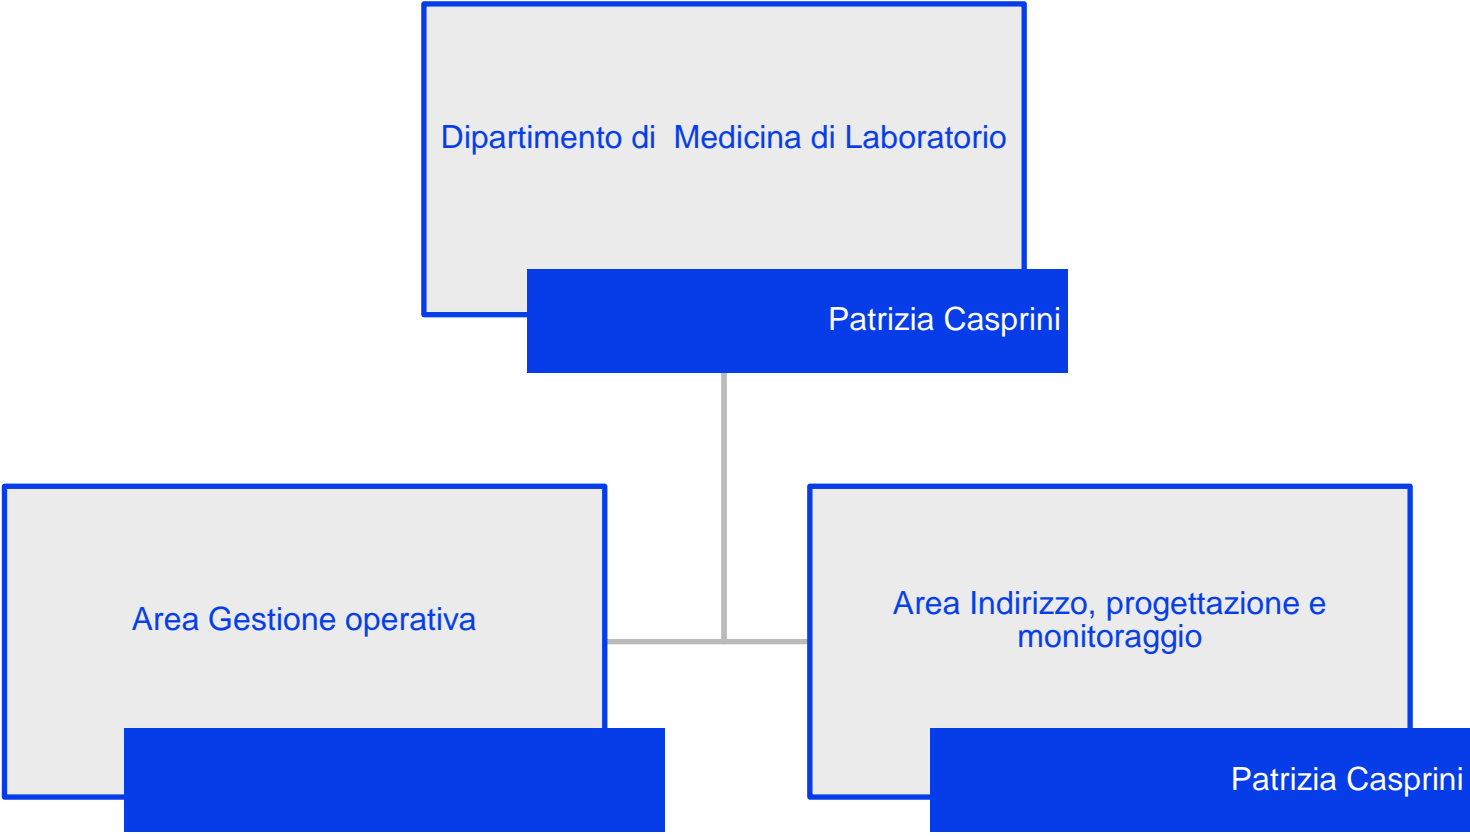 Dipartimento di  Medicina di Laboratorio
Patrizia Casprini
Area Gestione operativa
Area Indirizzo, progettazione e
monitoraggio
Patrizia Casprini